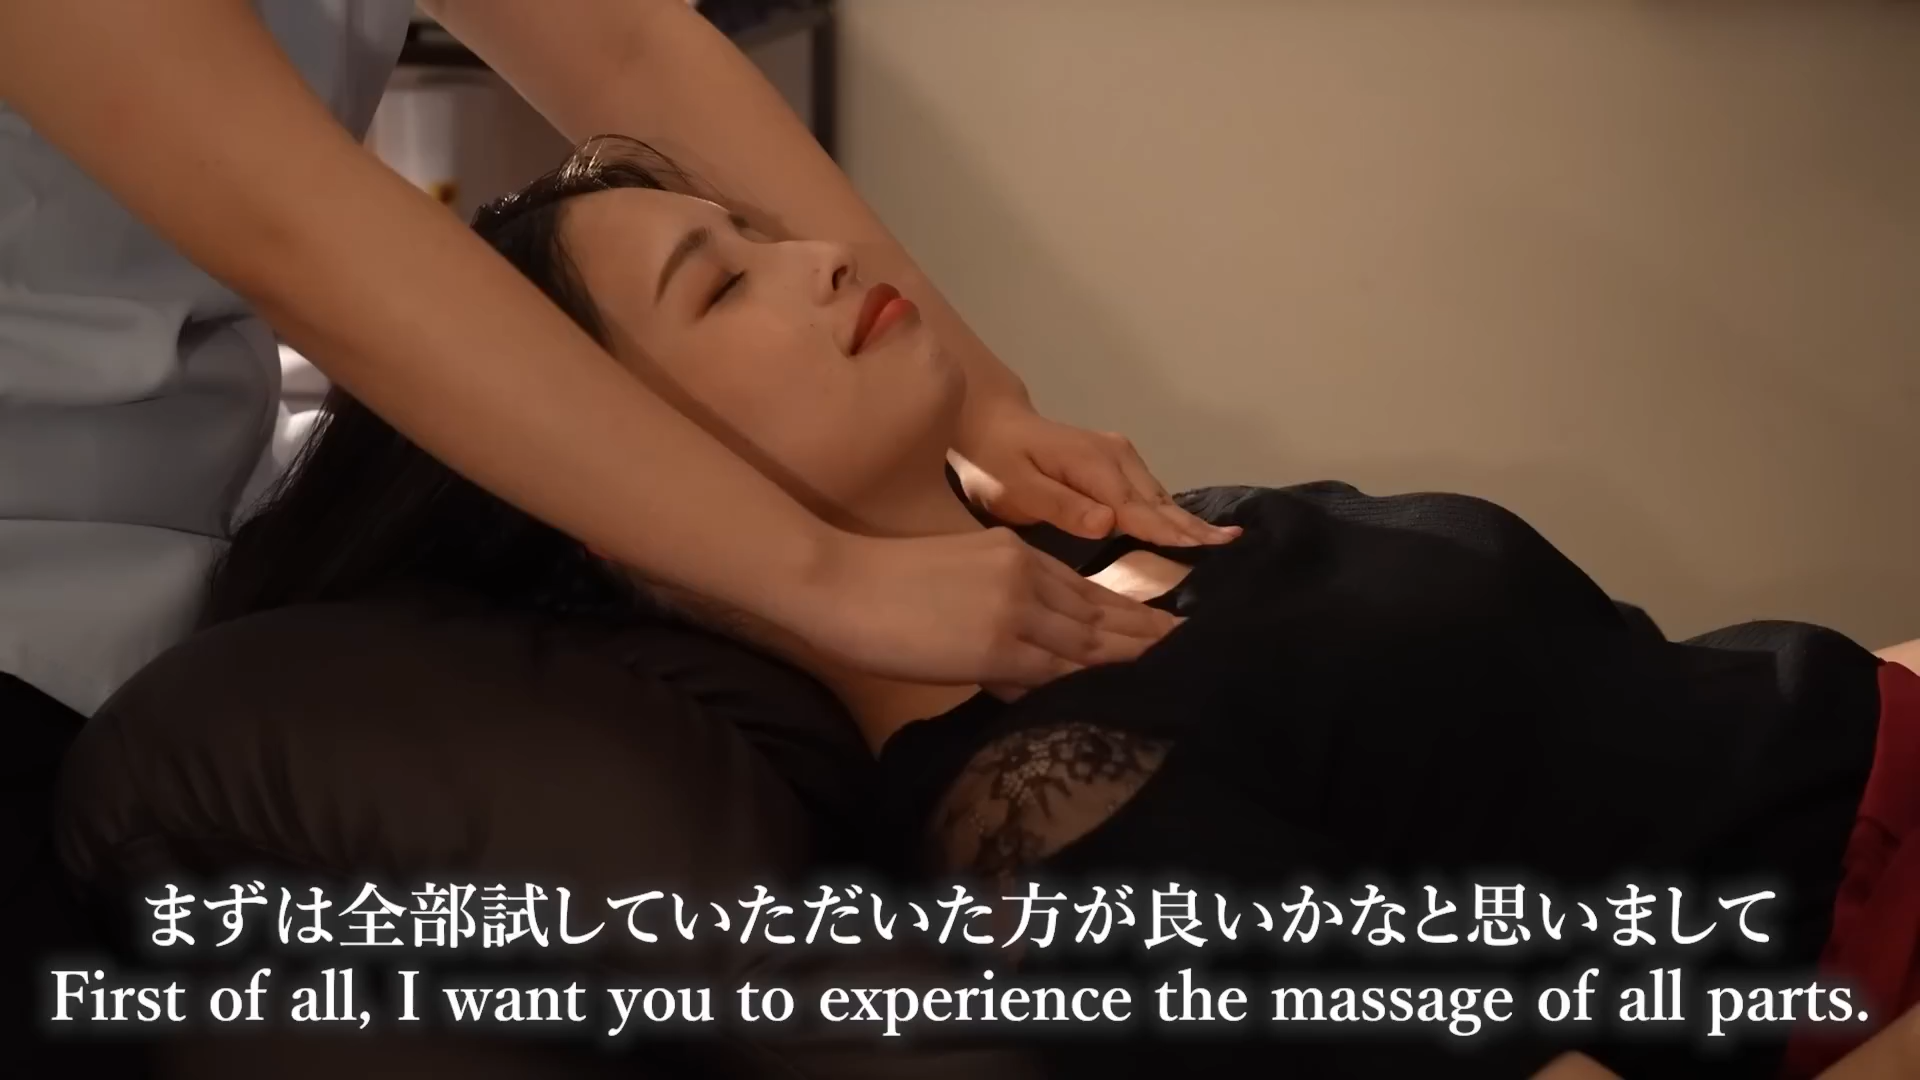 まずは全部試していただいた方が良いかなと思いまして
First of all, I want you to experience the massage of all parts.